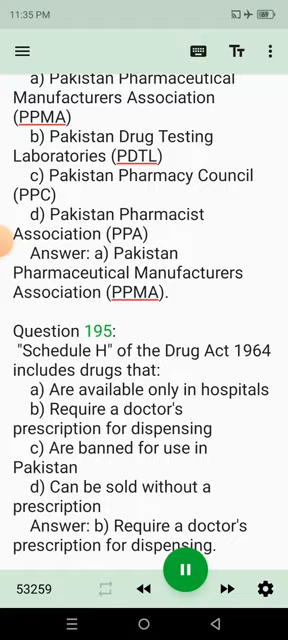 11:35 PM
a) Pakistan Pharmaceutical
Manufacturers Association
(PPMA)
b) Pakistan Drug Testing
Laboratories (PDTL)
c) Pakistan Pharmacy Council
(PPC)
d) Pakistan Pharmacist
Association (PPA)
Answer: a) Pakistan
Pharmaceutical Manufacturers
Association (PPMA).
Question 195:
"Schedule H" of the Drug Act 1964
includes drugs that:
a) Are available only in hospitals
b) Require a doctor's
prescription for dispensing
c) Are banned for use in
Pakistan
d) Can be sold without a
prescription
Answer: b) Require a doctor's
prescription for dispensing.
53259